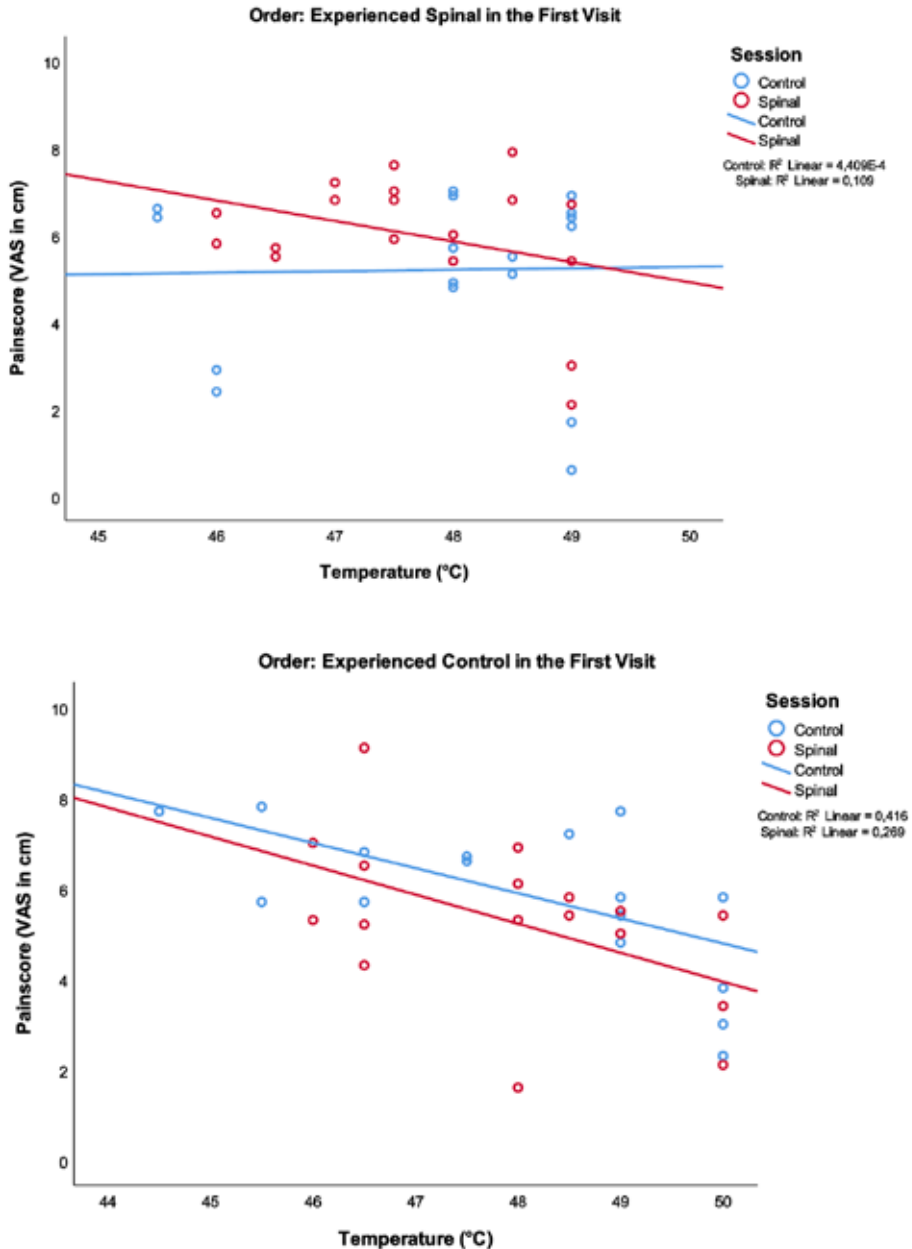 Order: Experienced Spinal in the First Visit
Session
Control
Spinal
Control
Spinal
Control: R² Linear = 4,409E-4
Spinal: R² Linear = 0,109
Painscore (VAS in cm)
10
8
6
4
2
0
45 46 47 48 49 50
Temperature (°C)
Order: Experienced Control in the First Visit
Session
Control
Spinal
Control
Spinal
Control: R² Linear = 0,416
Spinal: R² Linear = 0,269
Painscore (VAS in cm)
10
8
6
4
2
0
44 45 46 47 48 49 50
Temperature (°C)